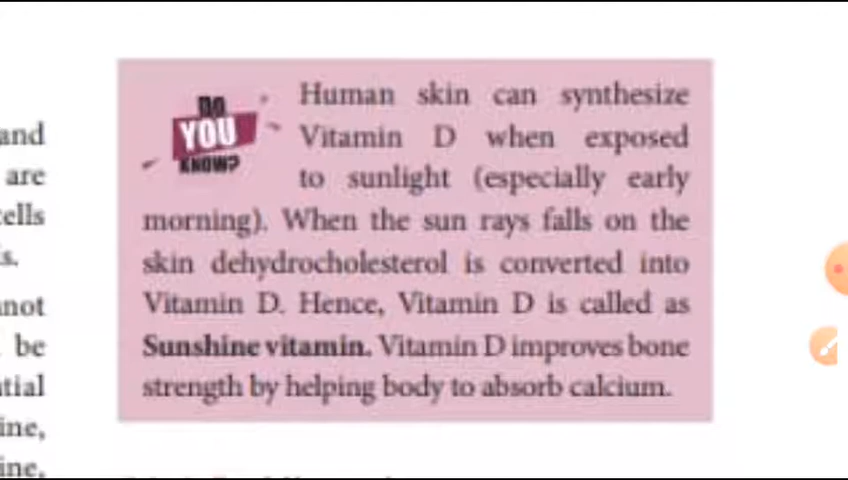 and
are
cells
not
be
tial
ine,
ine,
DO
YOU
KNOW?
Human skin can synthesize
Vitamin D when exposed
to sunlight (especially early
morning). When the sun rays falls on the
skin dehydrocholesterol is converted into
Vitamin D. Hence, Vitamin D is called as
Sunshine vitamin. Vitamin D improves bone
strength by helping body to absorb calcium.